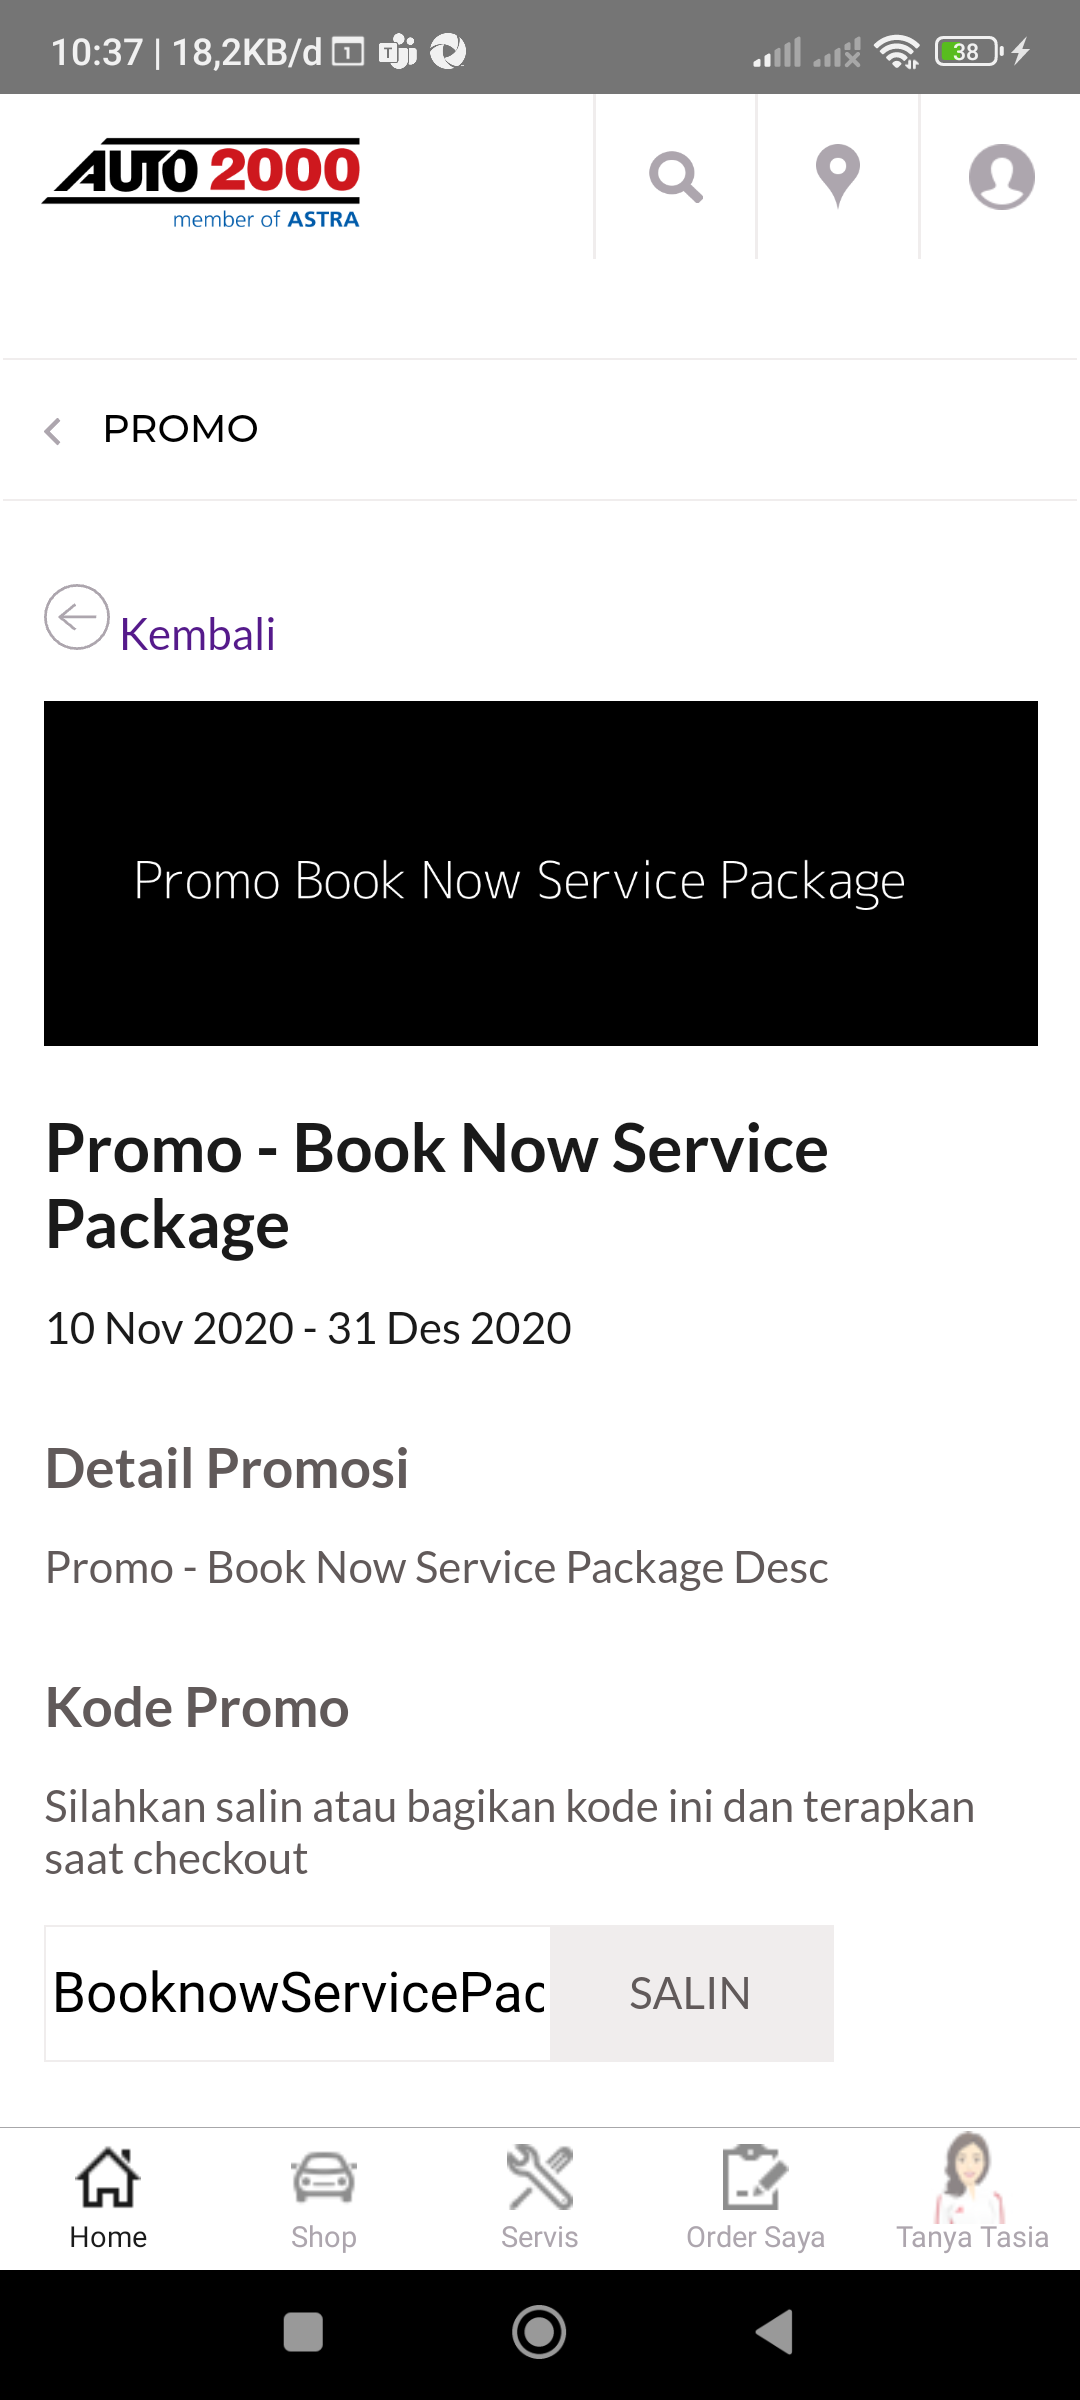 10:37 | 18,2KB/d
38
AUTO 2000
member of ASTRA
PROMO
Kembali
Promo Book Now Service Package
Promo - Book Now Service
Package
10 Nov 2020 - 31 Des 2020
Detail Promosi
Promo - Book Now Service Package Desc
Kode Promo
Silahkan salin atau bagikan kode ini dan terapkan
saat checkout
BooknowServicePac
SALIN
Home
Shop
Servis
Order Saya
Tanya Tasia